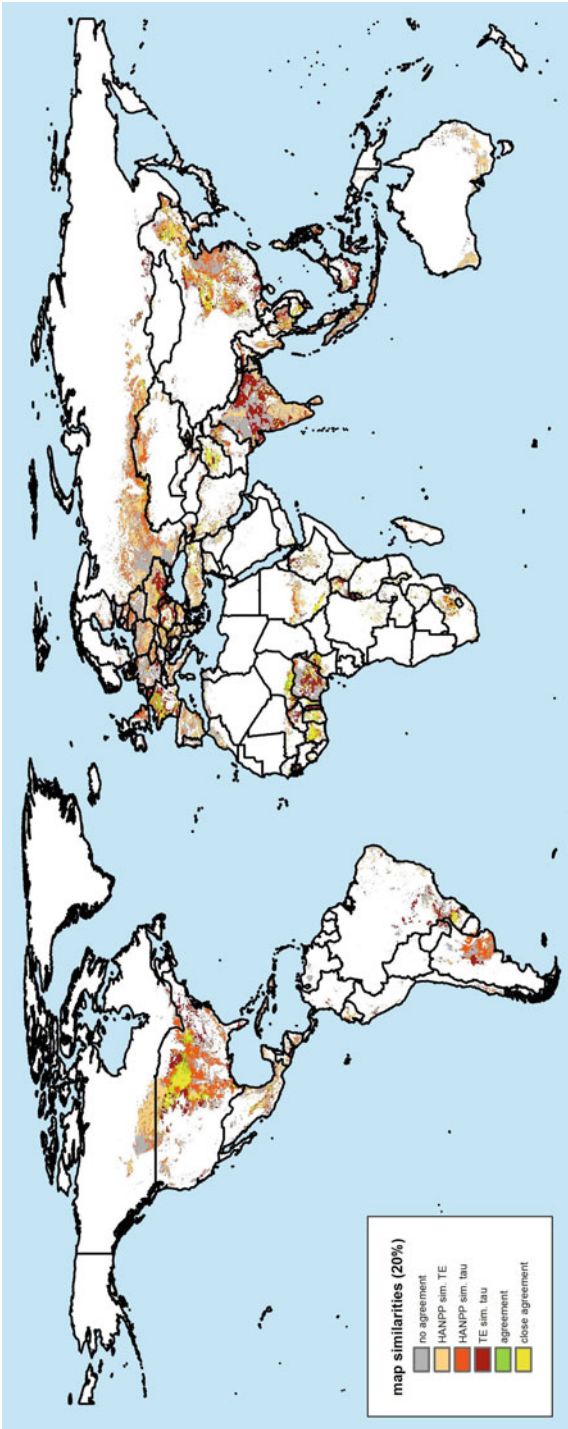 map similarities (20%)
no agreement
HANPP sim. TE
HANPP sim. tau
TE sim. tau
agreement
close agreement